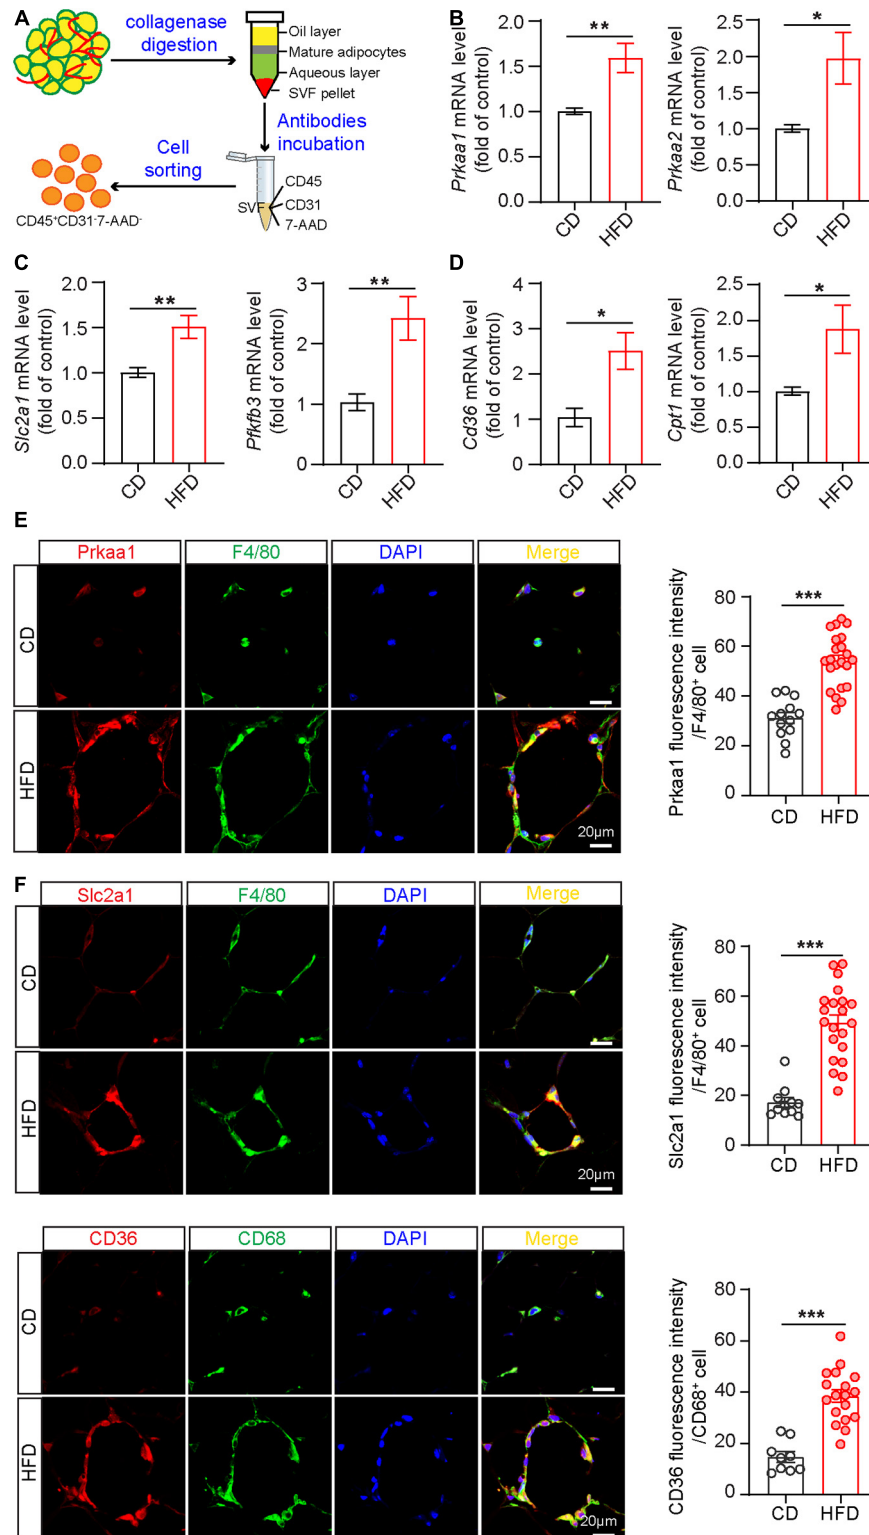 A
collagenase
digestion
Oil layer
Mature adipocytes
Aqueous layer
SVF pellet
Antibodies
incubation
Cell
sorting
CD45
CD31
7-AAD
SVF
CD45⁺CD31⁻7-AAD⁻
B
Prkaa1 mRNA level
(fold of control)
2.0
1.5
1.0
0.5
0.0
**
CD
HFD
Prkaa2 mRNA level
(fold of control)
2.5
2.0
1.5
1.0
0.5
0.0
*
CD
HFD
C
Slc2a1 mRNA level
(fold of control)
2.0
1.5
1.0
0.5
0.0
**
CD
HFD
Pfkfb3 mRNA level
(fold of control)
3
2
1
0
**
CD
HFD
D
Cd36 mRNA level
(fold of control)
4
3
2
1
0
*
CD
HFD
Cpt1 mRNA level
(fold of control)
2.5
2.0
1.5
1.0
0.5
0.0
*
CD
HFD
E
Prkaa1 F4/80 DAPI Merge
CD
HFD
20μm
Prkaa1 fluorescence intensity
/F4/80⁺ cell
80
60
40
20
0
***
CD HFD
F
Slc2a1 F4/80 DAPI Merge
CD
HFD
20μm
Slc2a1 fluorescence intensity
/F4/80⁺ cell
80
60
40
20
0
***
CD HFD
CD36 CD68 DAPI Merge
CD
HFD
20μm
CD36 fluorescence intensity
/CD68⁺ cell
80
60
40
20
0
***
CD HFD